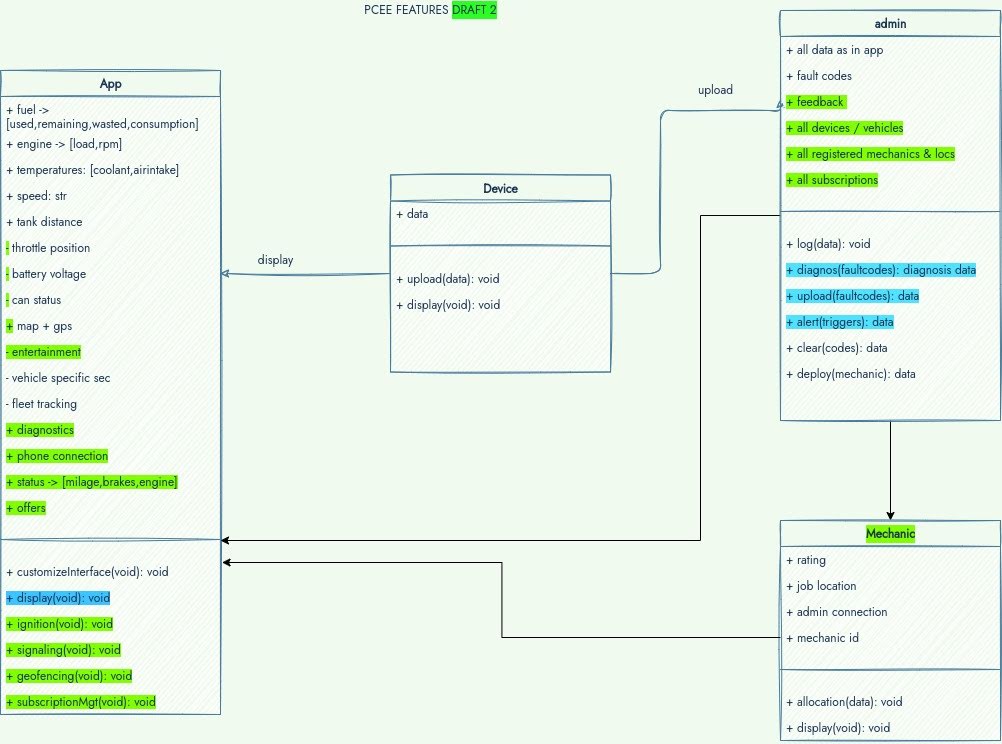 PCEE FEATURES DRAFT 2
App
+ fuel ->
[used,remaining,wasted,consumption]
+ engine -> [load,rpm]
+ temperatures: [coolant,airintake]
+ speed: str
+ tank distance
- throttle position
- battery voltage
- can status
+ map + gps
- entertainment
- vehicle specific sec
- fleet tracking
+ diagnostics
+ phone connection
+ status -> [milage,brakes,engine]
+ offers
+ customizeInterface(void): void
+ display(void): void
+ ignition(void): void
+ signaling(void): void
+ geofencing(void): void
+ subscriptionMgt(void): void
display
Device
+ data
+ upload(data): void
+ display(void): void
upload
admin
+ all data as in app
+ fault codes
+ feedback
+ all devices / vehicles
+ all registered mechanics & locs
+ all subscriptions
+ log(data): void
+ diagnos(faultcodes): diagnosis data
+ upload(faultcodes): data
+ alert(triggers): data
+ clear(codes): data
+ deploy(mechanic): data
Mechanic
+ rating
+ job location
+ admin connection
+ mechanic id
+ allocation(data): void
+ display(void): void